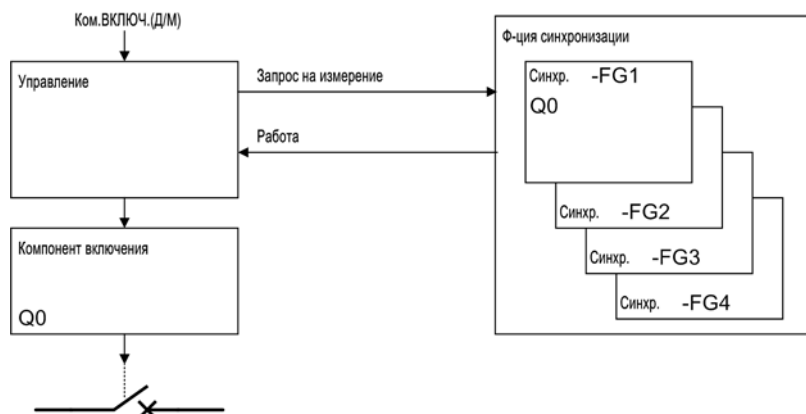 Ком.ВКЛЮЧ.(Д/М)
Управление
Запрос на измерение
Работа
Компонент включения
Q0
Ф-ция синхронизации
Синхр. -FG1
Q0
Синхр. -FG2
Синхр. -FG3
Синхр. -FG4